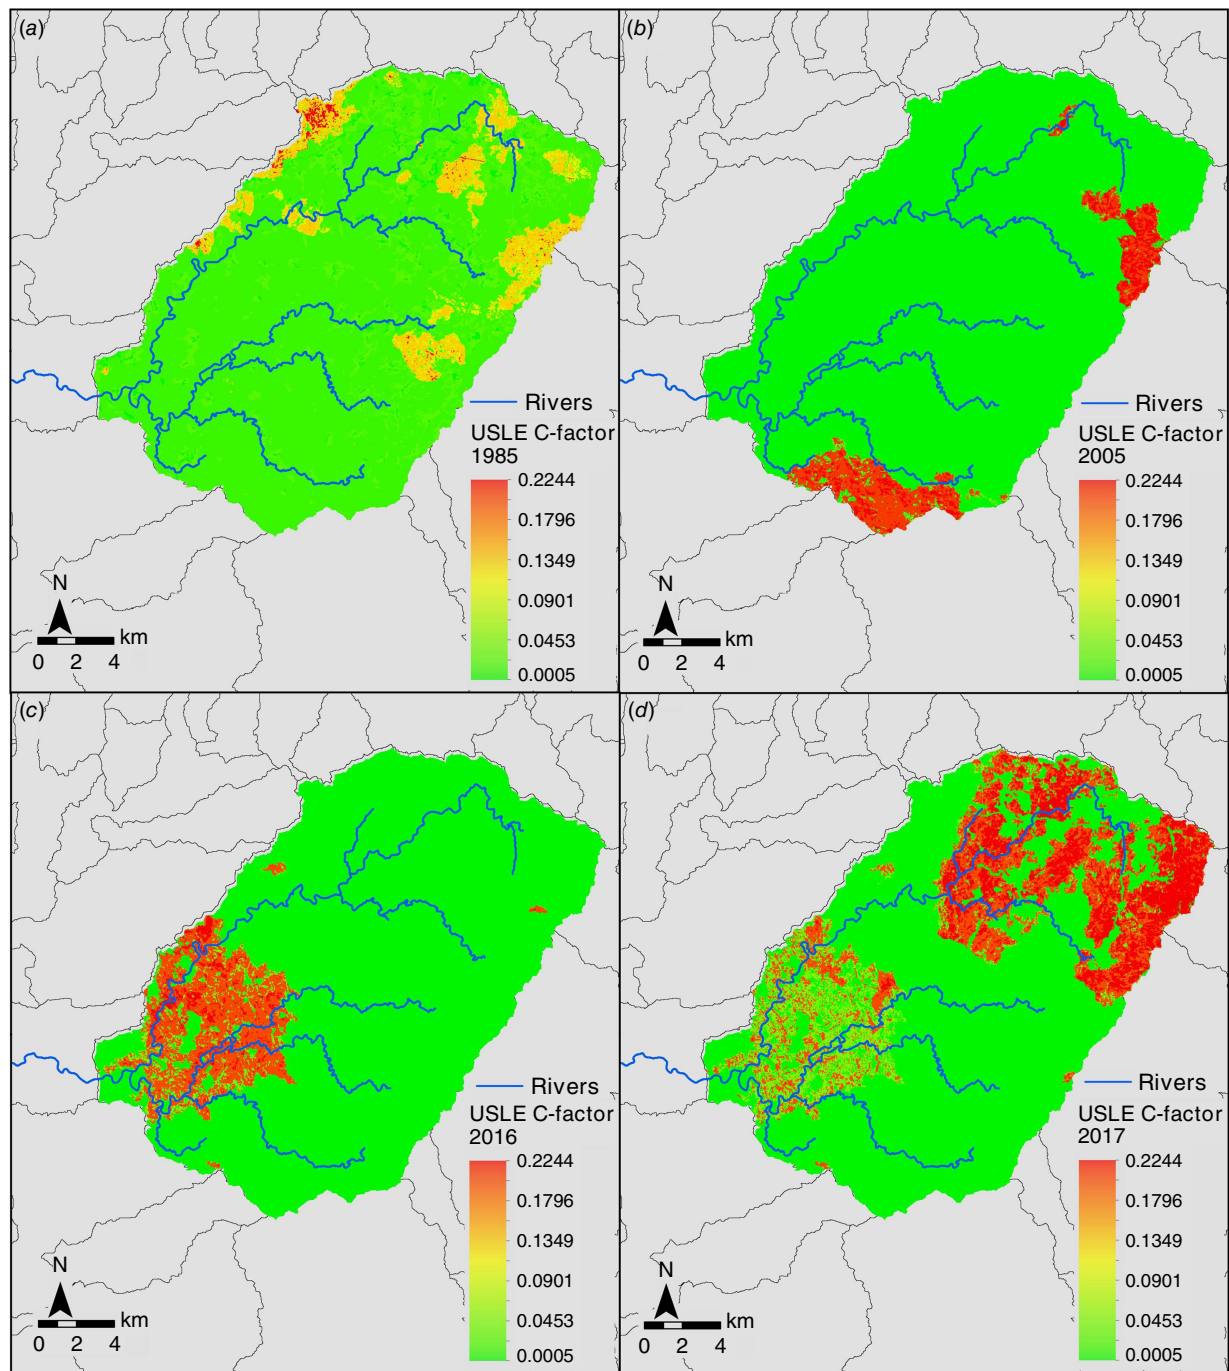 (a)
Rivers
USLE C-factor
1985
0.2244
0.1796
0.1349
0.0901
0.0453
0.0005
N
km
0 2 4
(b)
Rivers
USLE C-factor
2005
0.2244
0.1796
0.1349
0.0901
0.0453
0.0005
N
km
0 2 4
(c)
Rivers
USLE C-factor
2016
0.2244
0.1796
0.1349
0.0901
0.0453
0.0005
N
km
0 2 4
(d)
Rivers
USLE C-factor
2017
0.2244
0.1796
0.1349
0.0901
0.0453
0.0005
N
km
0 2 4